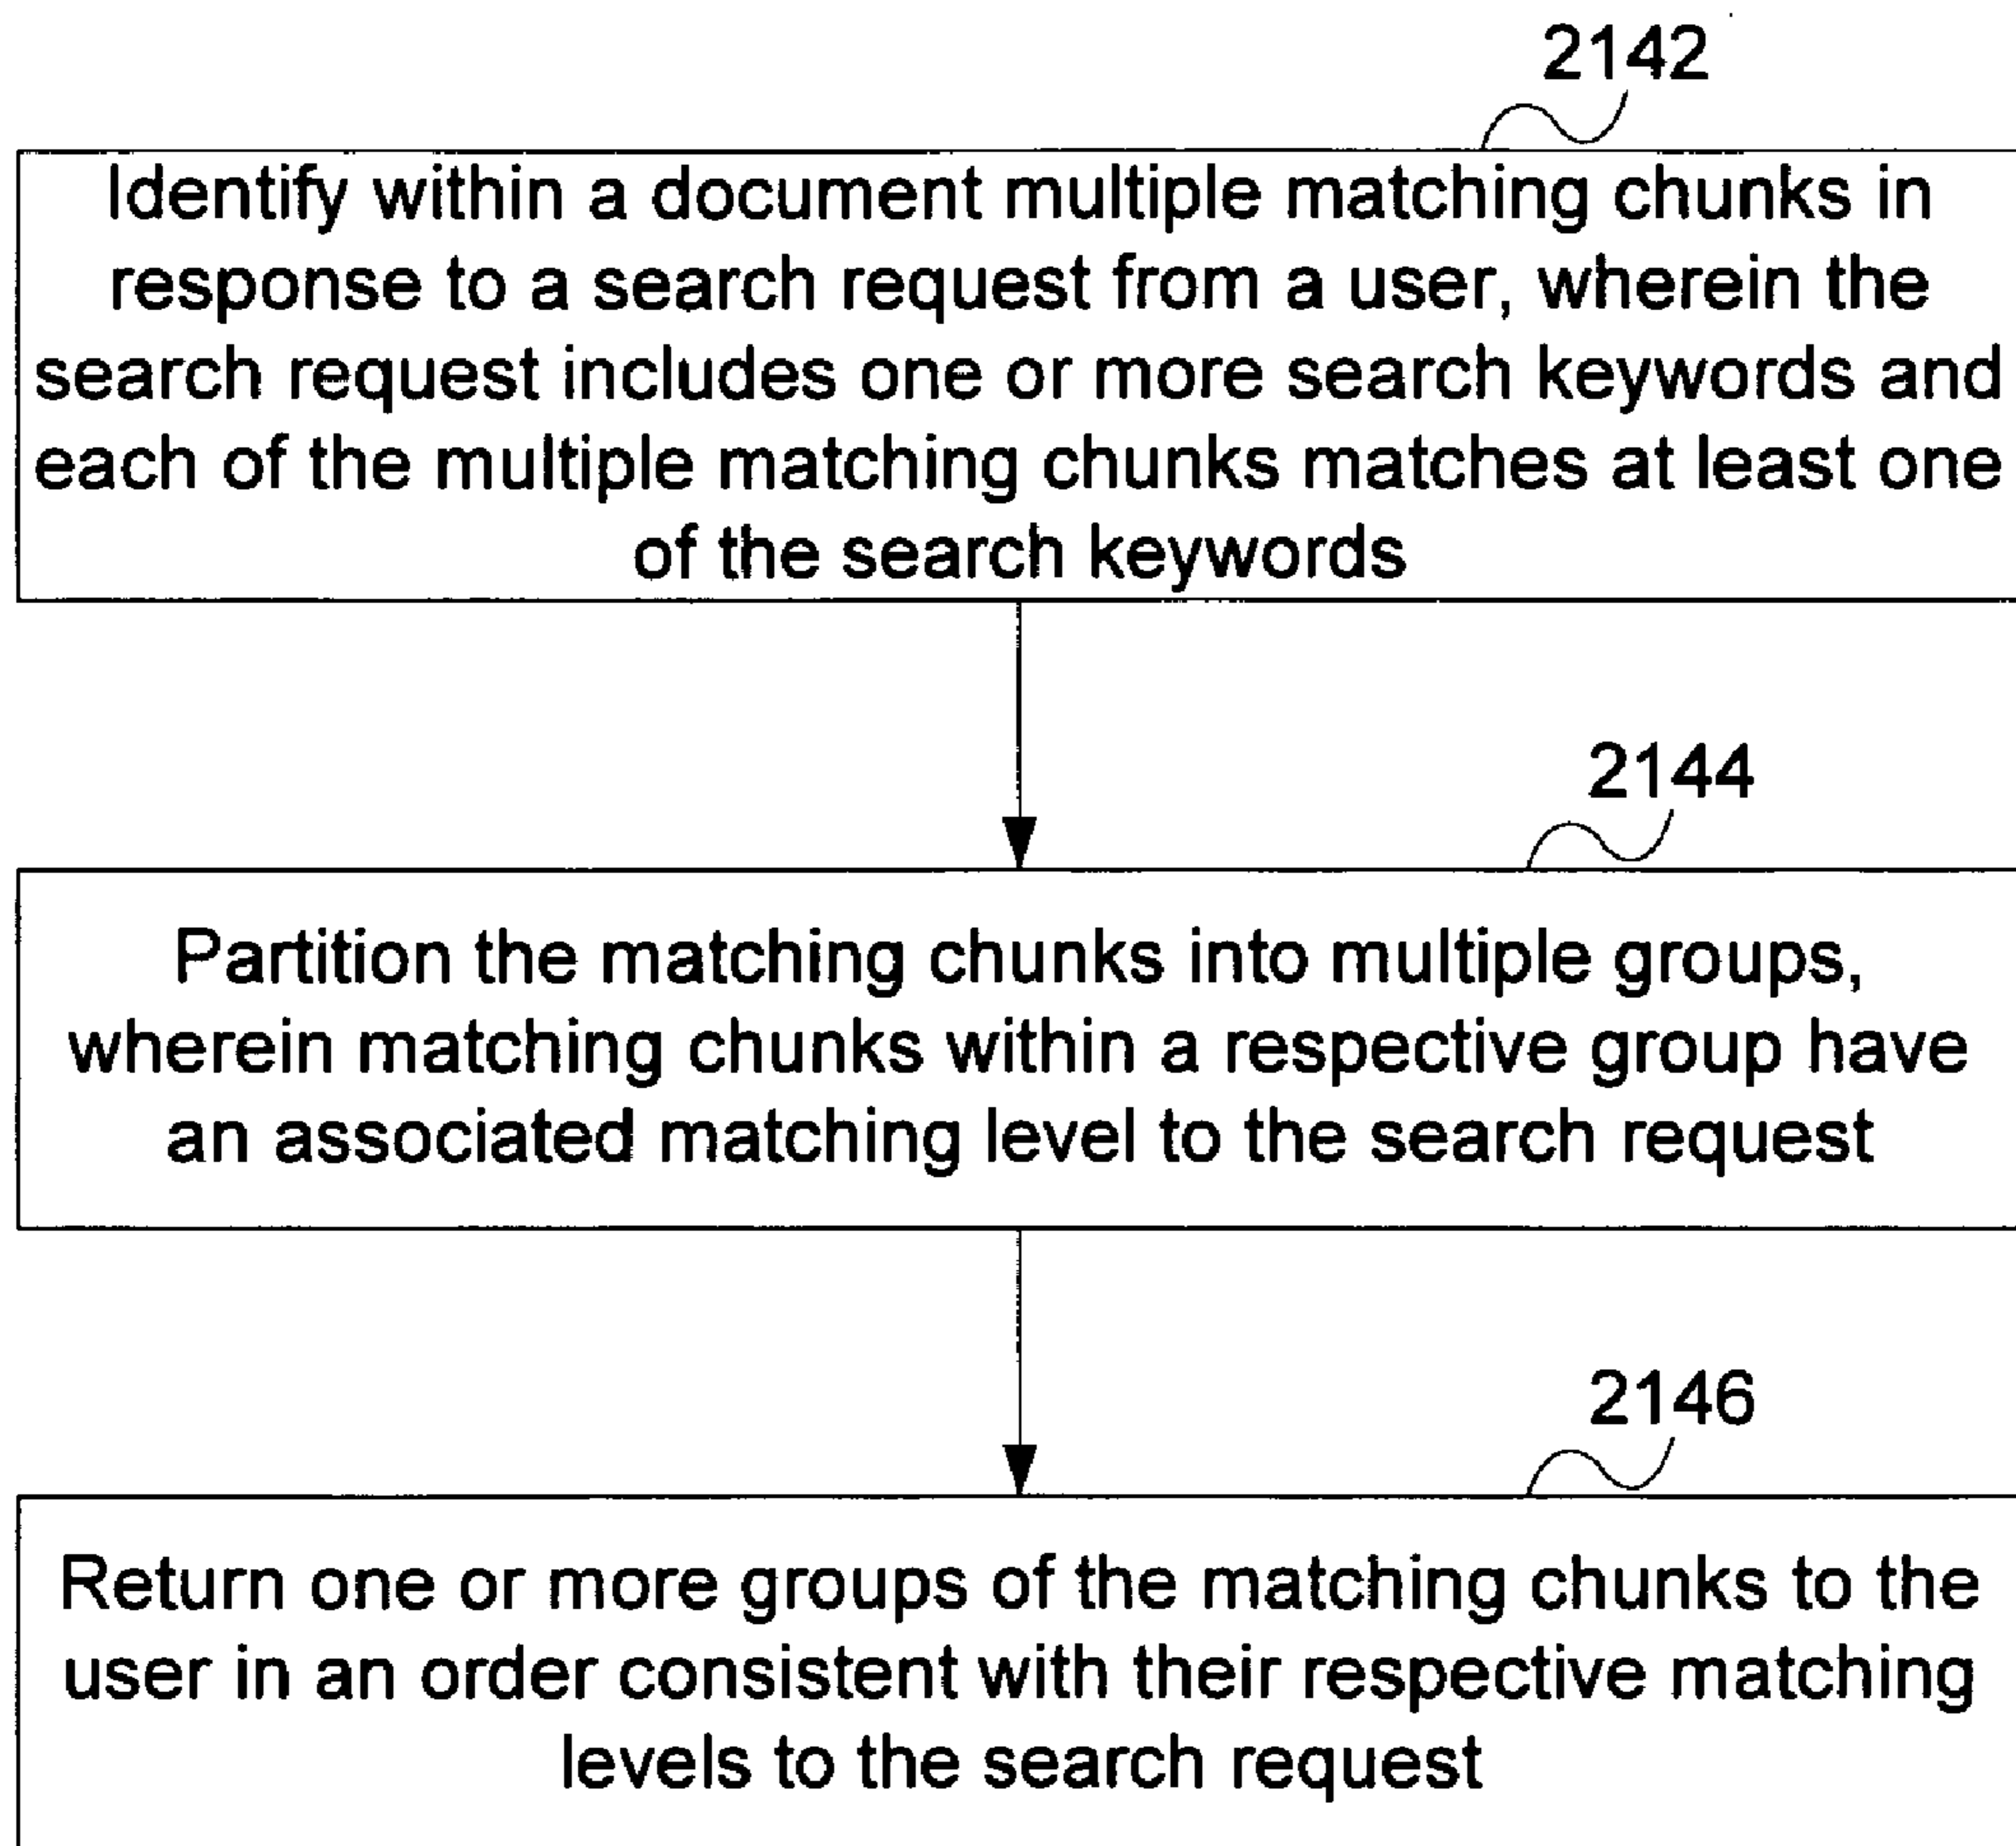 2142
Identify within a document multiple matching chunks in
response to a search request from a user, wherein the
search request includes one or more search keywords and
each of the multiple matching chunks matches at least one
of the search keywords
2144
Partition the matching chunks into multiple groups,
wherein matching chunks within a respective group have
an associated matching level to the search request
2146
Return one or more groups of the matching chunks to the
user in an order consistent with their respective matching
levels to the search request